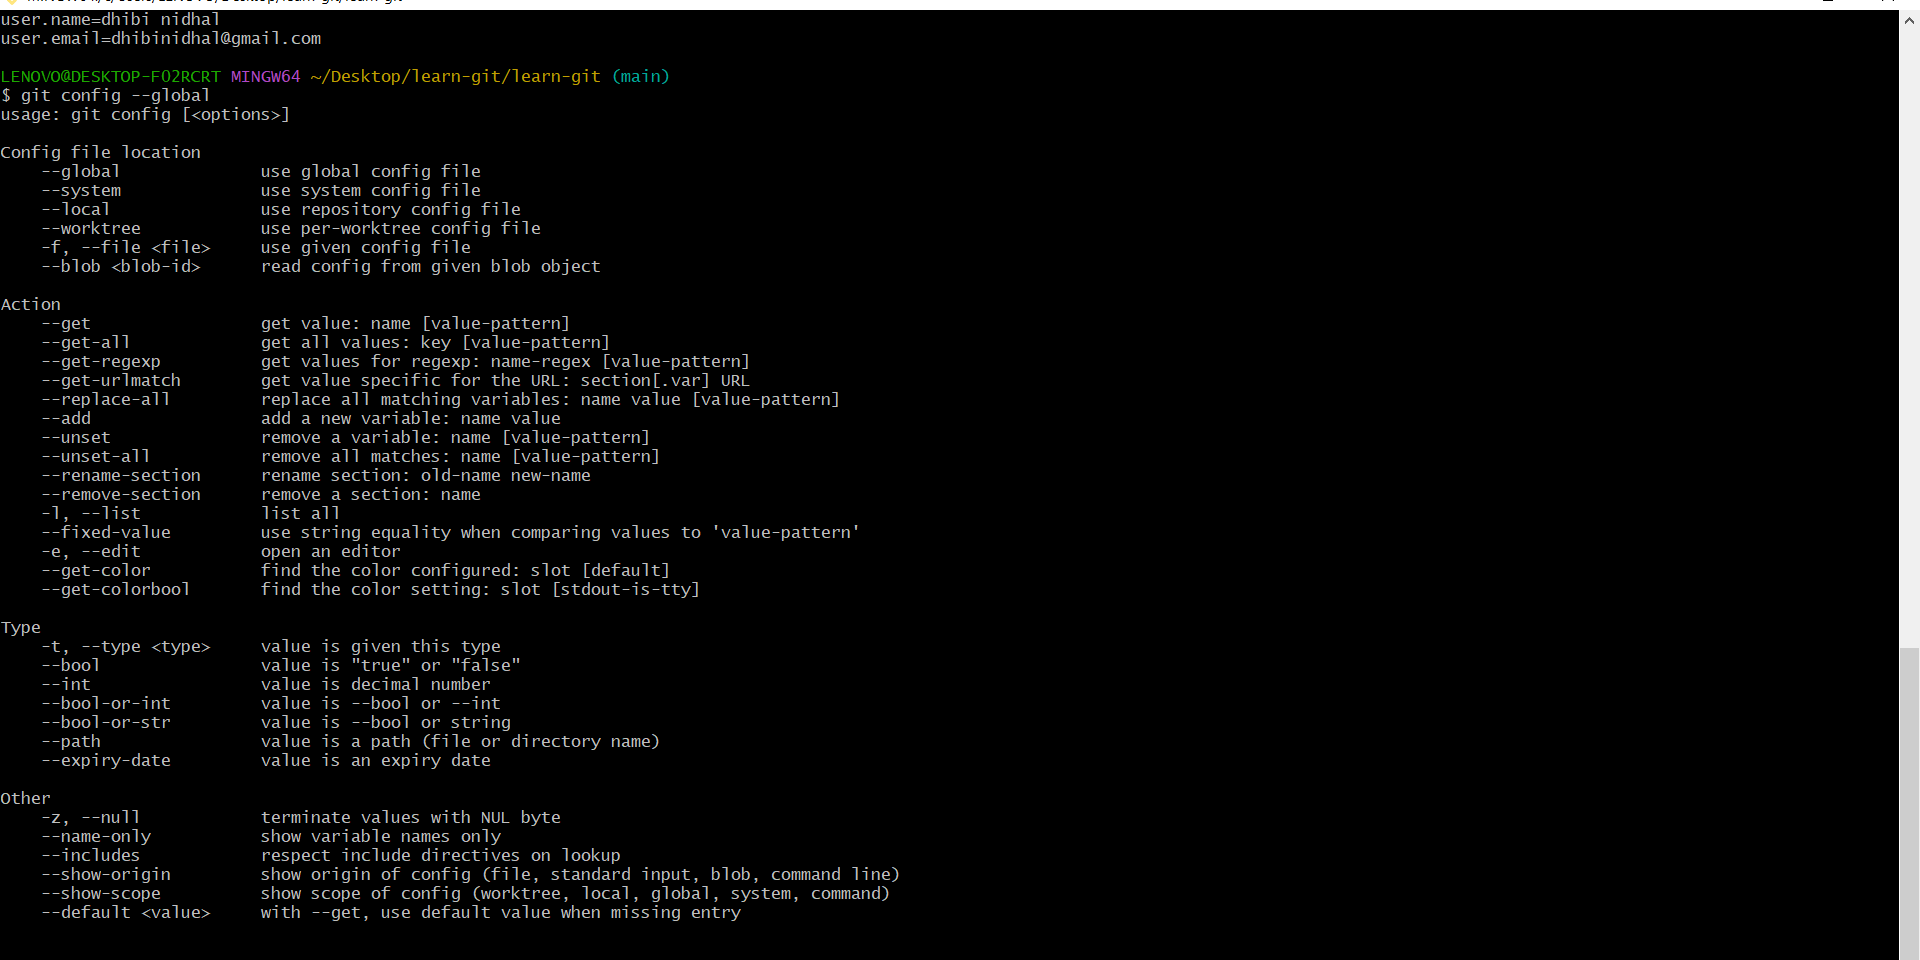 user.name=dhibi nidhal
user.email=dhibinidhal@gmail.com
LENOVO@DESKTOP-FO2RCRT MINGW64 ~/Desktop/learn-git/learn-git (main)
$ git config --global
usage: git config [<options>]
Config file location
--global use global config file
--system use system config file
--local use repository config file
--worktree use per-worktree config file
-f, --file <file> use given config file
--blob <blob-id> read config from given blob object
Action
--get get value: name [value-pattern]
--get-all get all values: key [value-pattern]
--get-regexp get values for regexp: name-regex [value-pattern]
--get-urlmatch get value specific for the URL: section[.var] URL
--replace-all replace all matching variables: name value [value-pattern]
--add add a new variable: name value
--unset remove a variable: name [value-pattern]
--unset-all remove all matches: name [value-pattern]
--rename-section rename section: old-name new-name
--remove-section remove a section: name
-l, --list list all
--fixed-value use string equality when comparing values to 'value-pattern'
-e, --edit open an editor
--get-color find the color configured: slot [default]
--get-colorbool find the color setting: slot [stdout-is-tty]
Type
-t, --type <type> value is given this type
--bool value is "true" or "false"
--int value is decimal number
--bool-or-int value is --bool or --int
--bool-or-str value is --bool or string
--path value is a path (file or directory name)
--expiry-date value is an expiry date
Other
-z, --null terminate values with NUL byte
--name-only show variable names only
--includes respect include directives on lookup
--show-origin show origin of config (file, standard input, blob, command line)
--show-scope show scope of config (worktree, local, global, system, command)
--default <value> with --get, use default value when missing entry